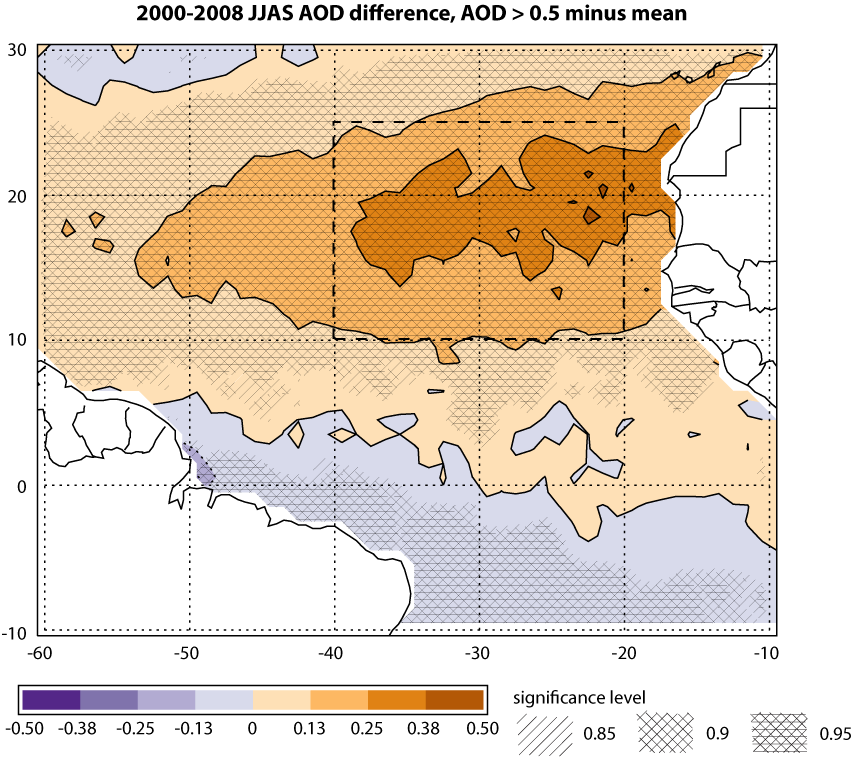 2000-2008 JJAS AOD difference, AOD > 0.5 minus mean
30
20
10
0
-10
-60 -50 -40 -30 -20 -10
-0.50 -0.38 -0.25 -0.13 0 0.13 0.25 0.38 0.50
significance level
0.85 0.9 0.95